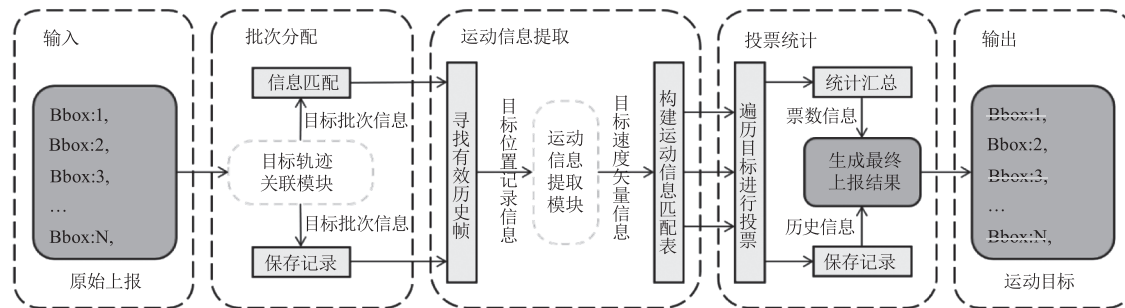 输入
Bbox:1,
Bbox:2,
Bbox:3,
…
Bbox:N,
原始上报
批次分配
信息匹配
目标批次信息
目标轨迹
关联模块
目标批次信息
保存记录
运动信息提取
寻找有效历史帧
目标位置记录信息
运动
信息
提取
模块
目标速度矢量信息
构建运动信息匹配表
投票统计
遍历目标进行投票
统计汇总
票数信息
生成最终
上报结果
历史信息
保存记录
输出
Bbox:1,
Bbox:2,
Bbox:3,
…
Bbox:N,
运动目标